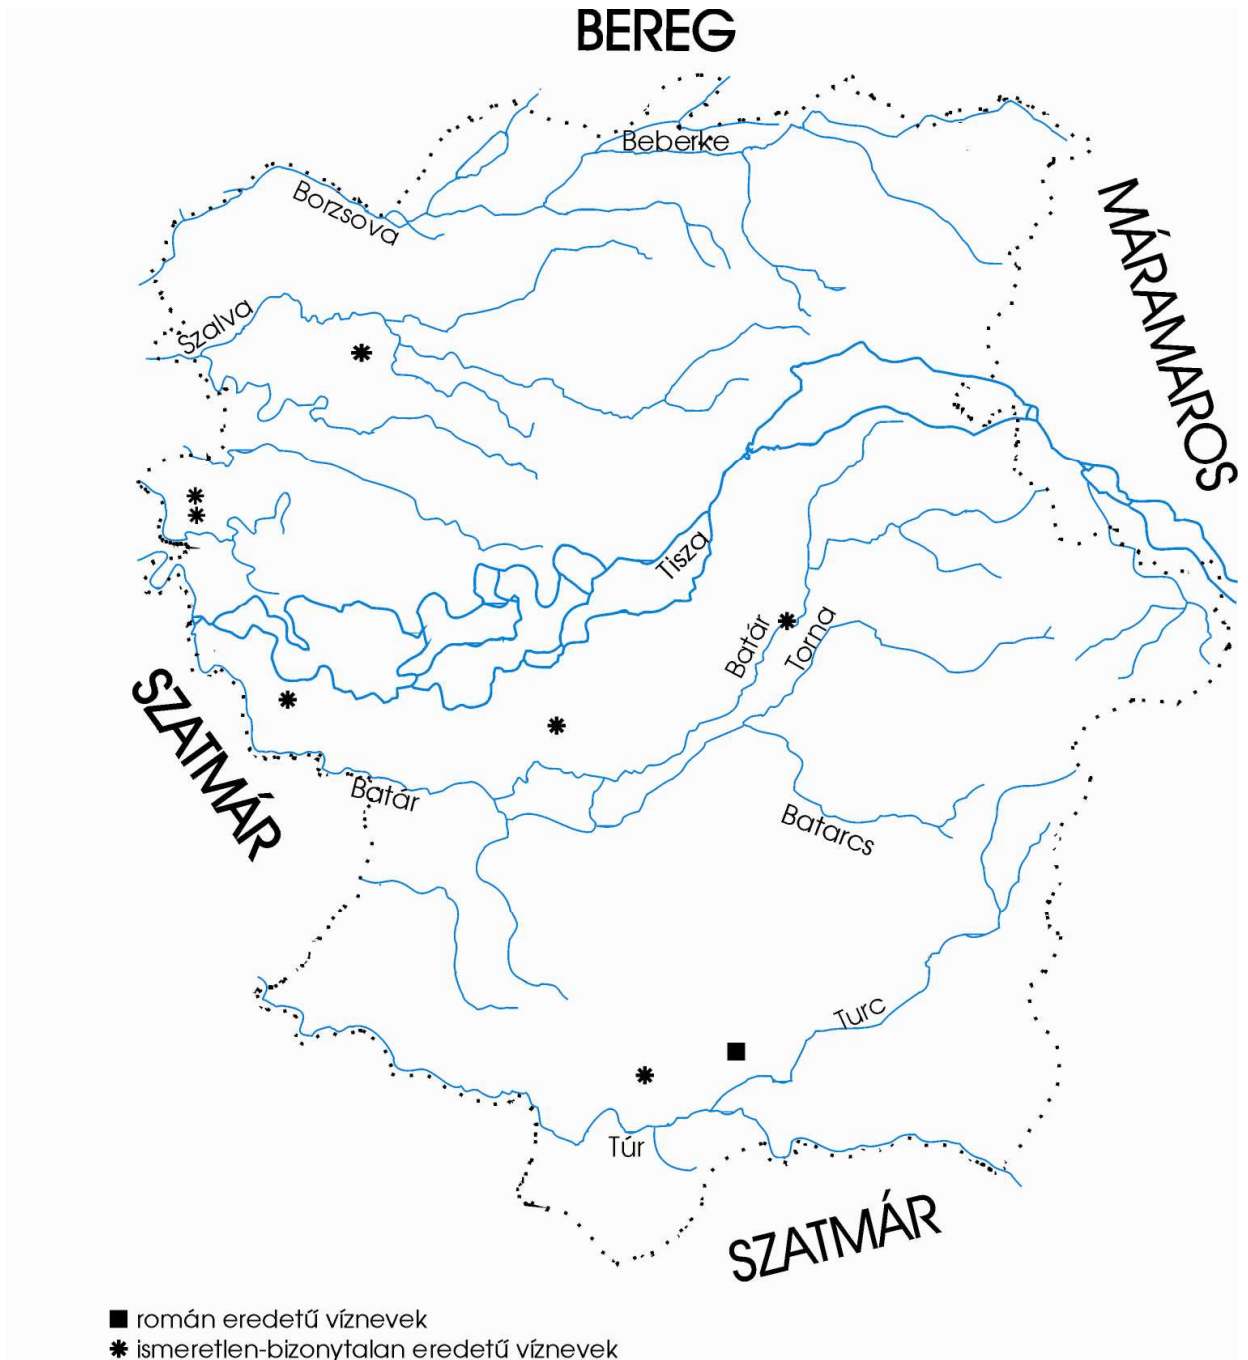 BEREG
Beberke
Borzsova
MÁRAMAROS
Szalva
Tisza
Batár
Torna
SZATMÁR
Batár
Batarcs
Turc
Túr
SZATMÁR
román eredetű víznevek
ismeretlen-bizonytalan eredetű víznevek